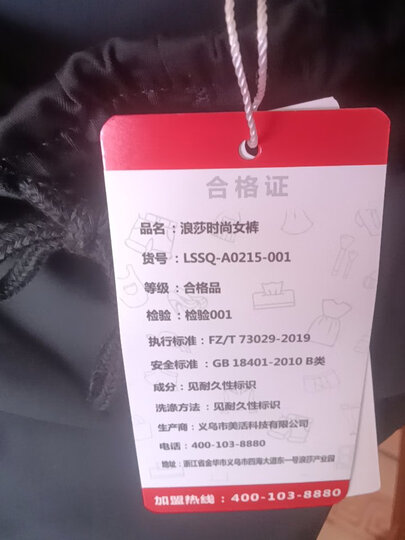 合格证
品名：浪莎时尚女裤
货号：LSSQ-A0215-001
等级：合格品
检验：检验001
执行标准：FZ/T 73029-2019
安全标准：GB 18401-2010 B类
成分：见耐久性标识
洗涤方法：见耐久性标识
生产商：义乌市美活科技有限公司
电话：400-103-8880
地址：浙江省金华市义乌市四海大道东一号浪莎产业园
加盟热线：400-103-8880